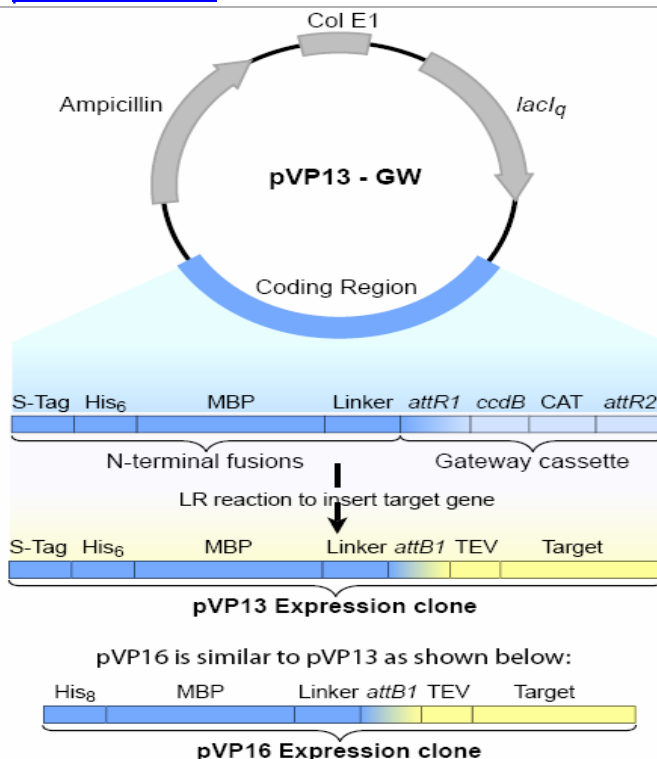 Col E1
Ampicillin
lacIq
pVP13 - GW
Coding Region
S-Tag His6 MBP Linker attR1 ccdB CAT attR2
N-terminal fusions Gateway cassette
LR reaction to insert target gene
S-Tag His6 MBP Linker attB1 TEV Target
pVP13 Expression clone
pVP16 is similar to pVP13 as shown below:
His8 MBP Linker attB1 TEV Target
pVP16 Expression clone